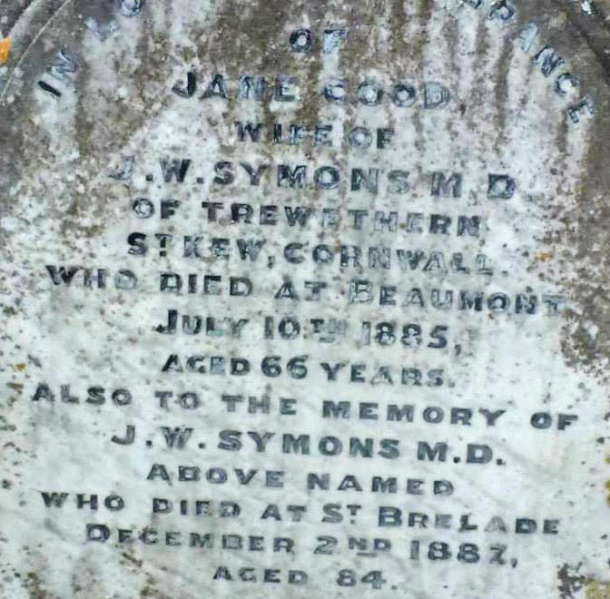 IN LO
BRANCE
OF
JANE GOOD
WIFE OF
J.W. SYMONS M.D.
OF TREWETHERN
ST KEW, CORNWALL.
WHO DIED AT BEAUMONT
JULY 10TH 1885,
AGED 66 YEARS.
ALSO TO THE MEMORY OF
J.W. SYMONS M.D.
ABOVE NAMED
WHO DIED AT ST BRELADE
DECEMBER 2ND 1887,
AGED 84.